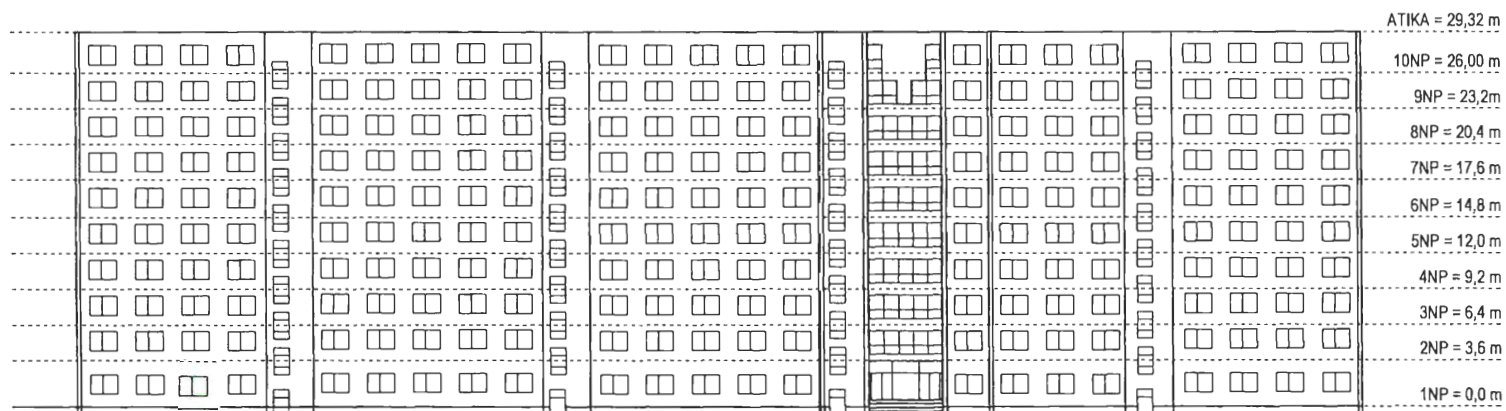 ATIKA = 29,32 m
10NP = 26,00 m
9NP = 23,2m
8NP = 20,4 m
7NP = 17,6 m
6NP = 14,8 m
5NP = 12,0 m
4NP = 9,2 m
3NP = 6,4 m
2NP = 3,6 m
1NP = 0,0 m